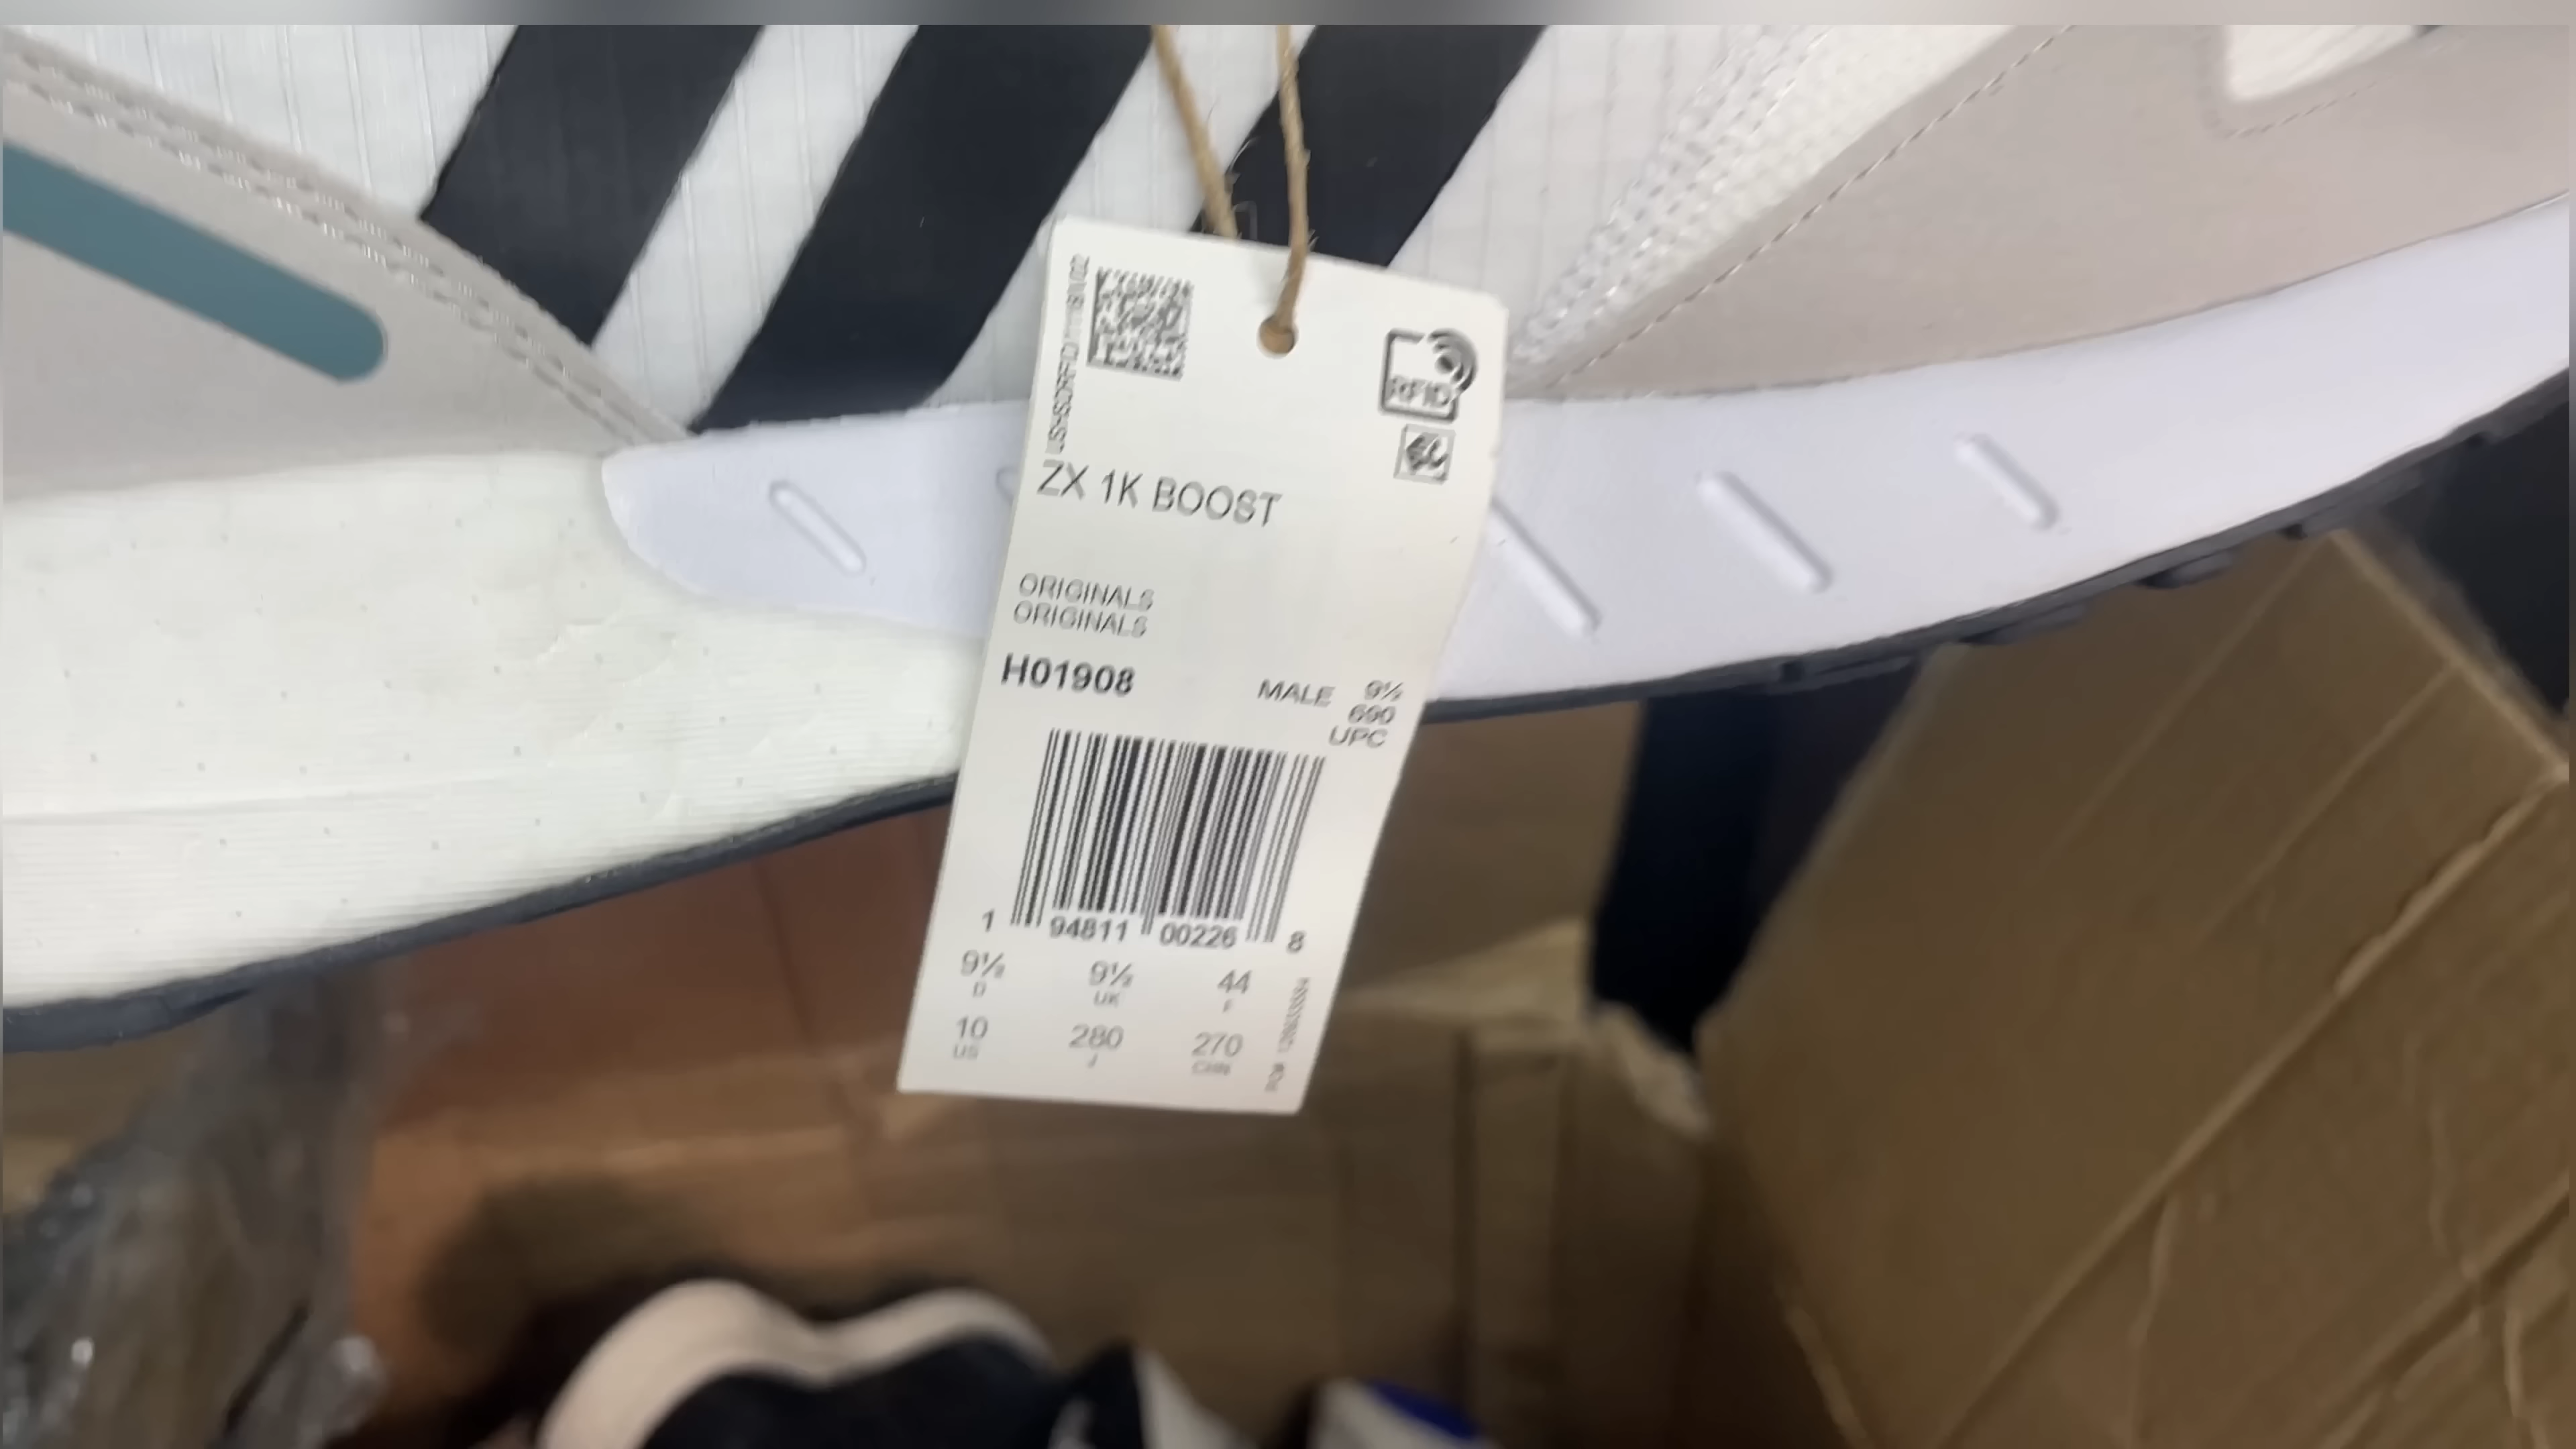 RFID
ZX 1K BOOST
ORIGINALS
ORIGINALS
H01908
MALE 9½
690
UPC
1 94811 00226 8
9½ 9½ 44
D UK F
10 280 270
US J CHN